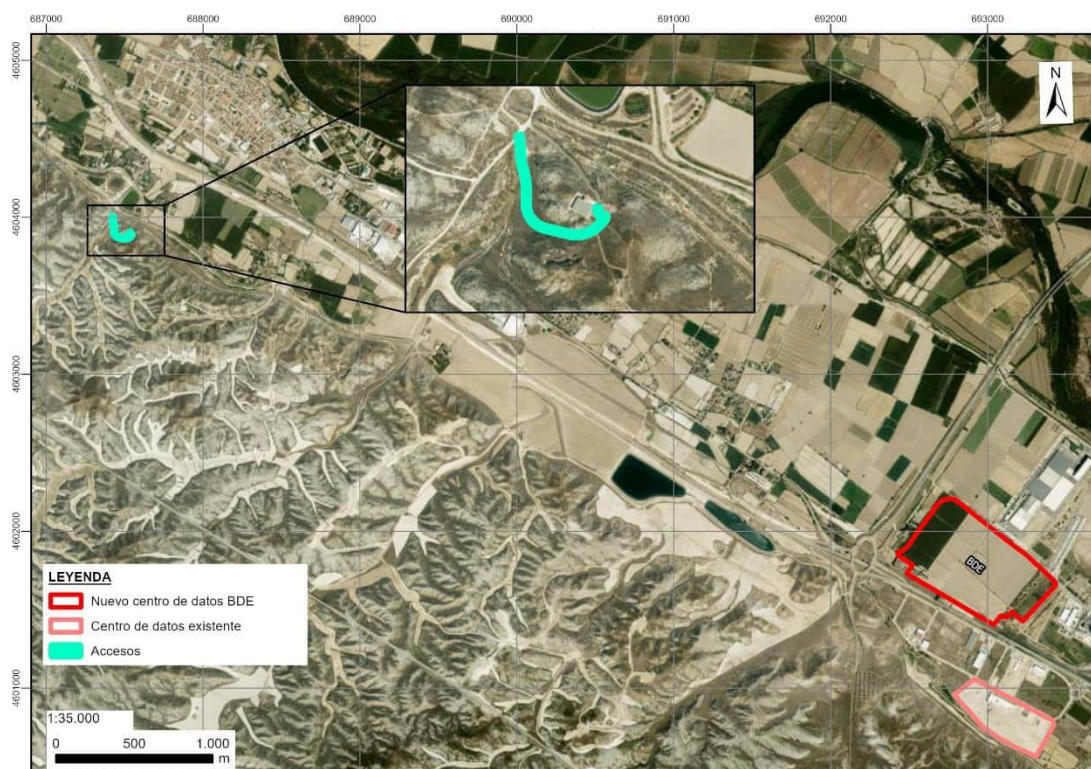 687000 688000 689000 690000 691000 692000 693000
4605000
N
4604000
4603000
4602000
BDE
LEYENDA
Nuevo centro de datos BDE
Centro de datos existente
Accesos
4601000
1:35.000
0 500 1.000
m